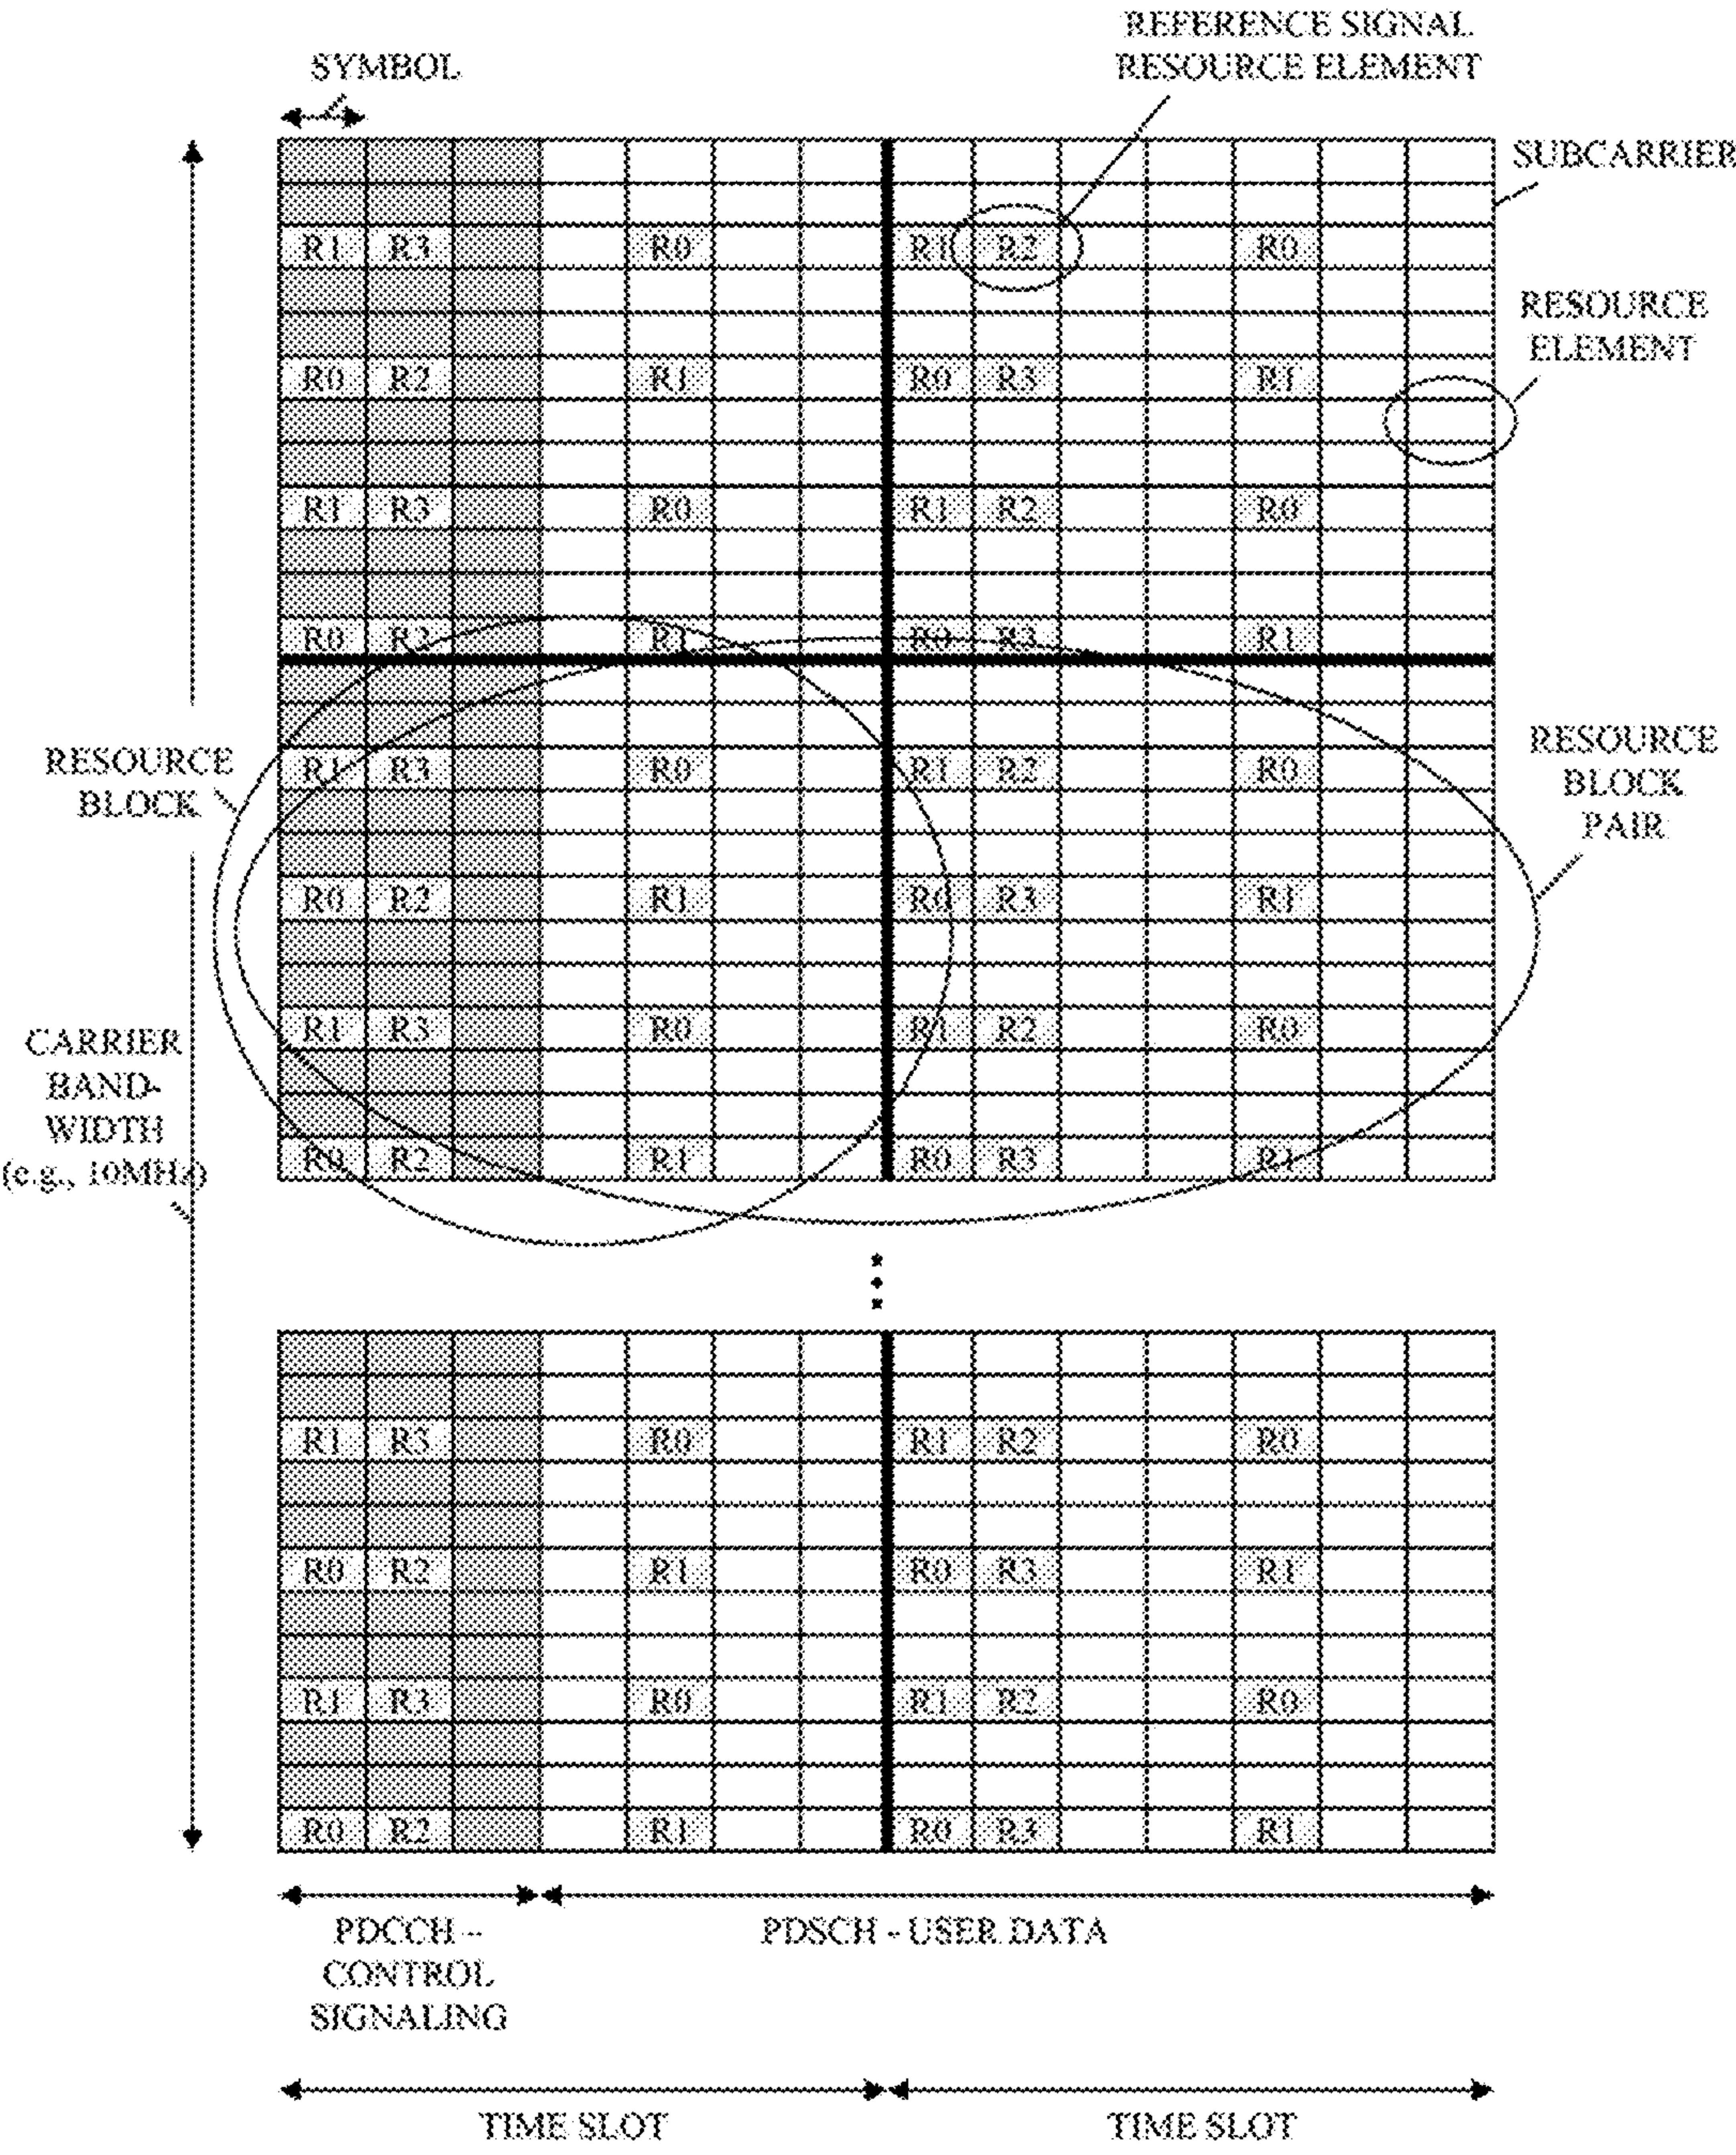 REFERENCE SIGNAL
RESOURCE ELEMENT
SYMBOL
SUBCARRIER
R1 R3 R0 R1 R2 R0
RESOURCE
ELEMENT
R0 R2 R1 R0 R3 R1
R1 R3 R0 R1 R2 R0
R0 R2 R1 R0 R3 R1
RESOURCE
BLOCK
RESOURCE
BLOCK
PAIR
R1 R3 R0 R1 R2 R0
R0 R2 R1 R0 R3 R1
R1 R3 R0 R1 R2 R0
CARRIER
BAND-
WIDTH
(e.g., 10MHz)
R0 R2 R1 R0 R3 R1
R1 R3 R0 R1 R2 R0
R0 R2 R1 R0 R3 R1
R1 R3 R0 R1 R2 R0
R0 R2 R1 R0 R3 R1
PDCCH –
CONTROL
SIGNALING
PDSCH - USER DATA
TIME SLOT
TIME SLOT